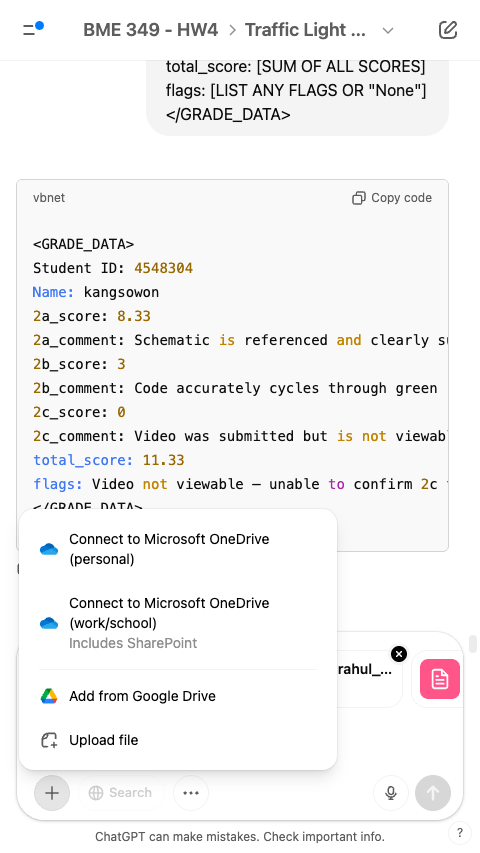 BME 349 - HW4 > Traffic Light ...
total_score: [SUM OF ALL SCORES]
flags: [LIST ANY FLAGS OR "None"]
</GRADE_DATA>
vbnet
Copy code
<GRADE_DATA>
Student ID: 4548304
Name: kangsowon
2a_score: 8.33
2a_comment: Schematic is referenced and clearly
2b_score: 3
2b_comment: Code accurately cycles through green
2c_score: 0
2c_comment: Video was submitted but is not viewab
total_score: 11.33
flags: Video not viewable – unable to confirm 2c
</GRADE_DATA>
Connect to Microsoft OneDrive
(personal)
Connect to Microsoft OneDrive
(work/school)
Includes SharePoint
rahul_...
Add from Google Drive
Upload file
Search
ChatGPT can make mistakes. Check important info.
?